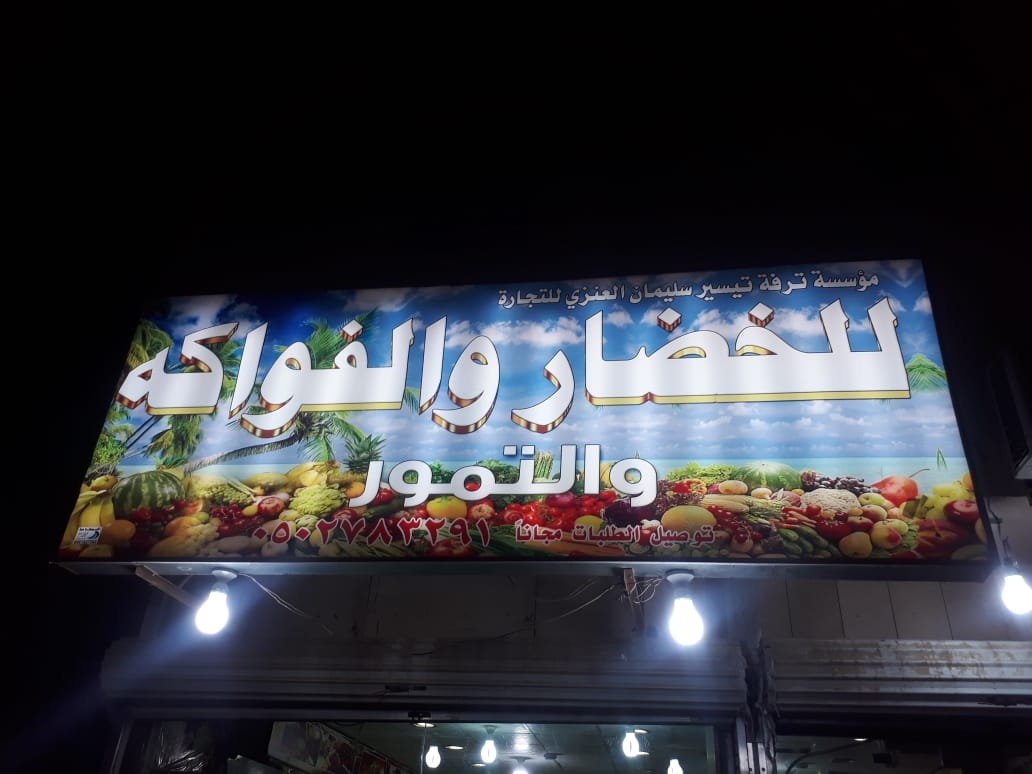 مؤسسة ترفة تيسير سليمان العنزي للتجارة
للخضار والفواكه
والتمور
توصيل الطلبات مجاناً ٠٥٠٢٧٨٣٢٩١